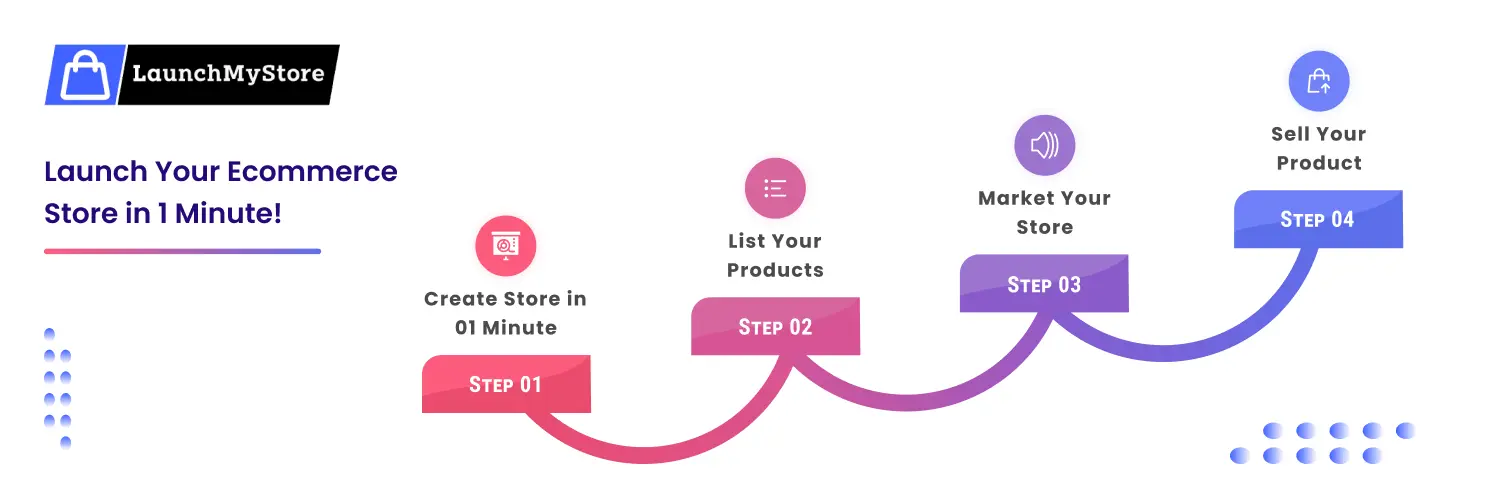 LaunchMyStore
Launch Your Ecommerce
Store in 1 Minute!
Create Store in
01 Minute
STEP 01
List Your
Products
STEP 02
Market Your
Store
STEP 03
Sell Your
Product
STEP 04